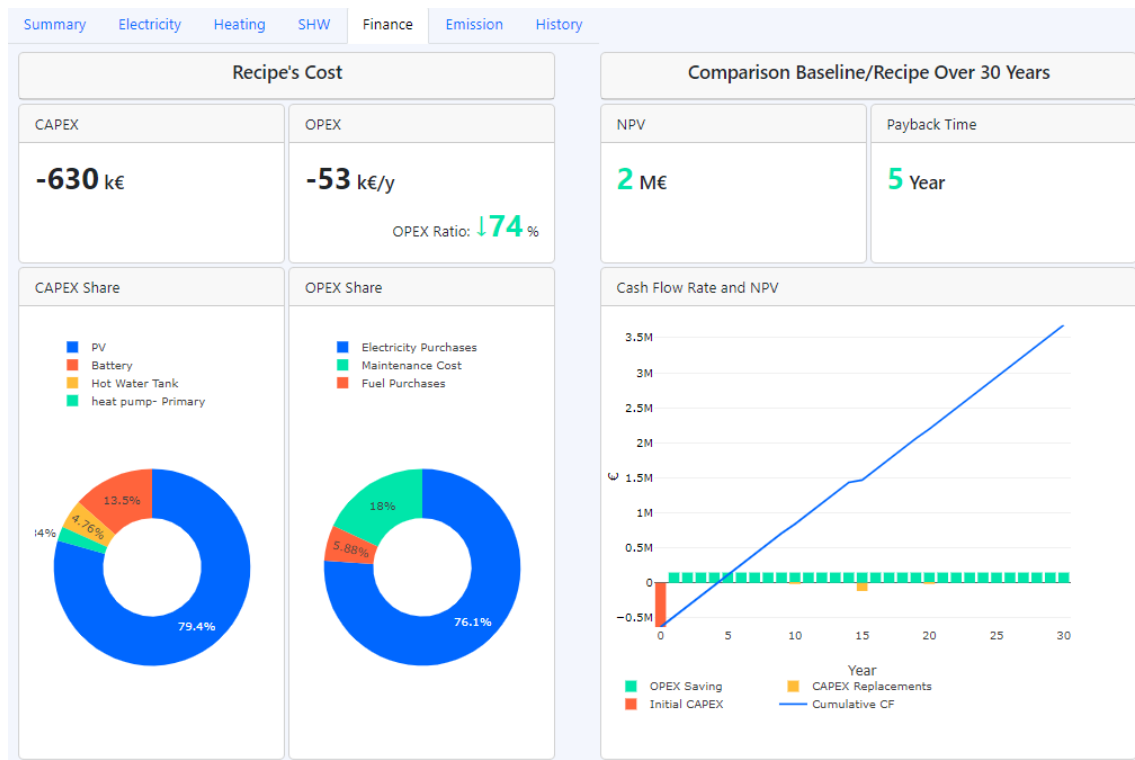 Summary Electricity Heating SHW Finance Emission History
Recipe's Cost
CAPEX
-630 k€
OPEX
-53 k€/y
OPEX Ratio: ↓74 %
CAPEX Share
PV
Battery
Hot Water Tank
heat pump- Primary
13.5%
4.76%
34%
79.4%
OPEX Share
Electricity Purchases
Maintenance Cost
Fuel Purchases
18%
5.88%
76.1%
Comparison Baseline/Recipe Over 30 Years
NPV
2 M€
Payback Time
5 Year
Cash Flow Rate and NPV
3.5M
3M
2.5M
2M
1.5M
1M
0.5M
0
−0.5M
€
0 5 10 15 20 25 30
Year
OPEX Saving
CAPEX Replacements
Initial CAPEX
Cumulative CF